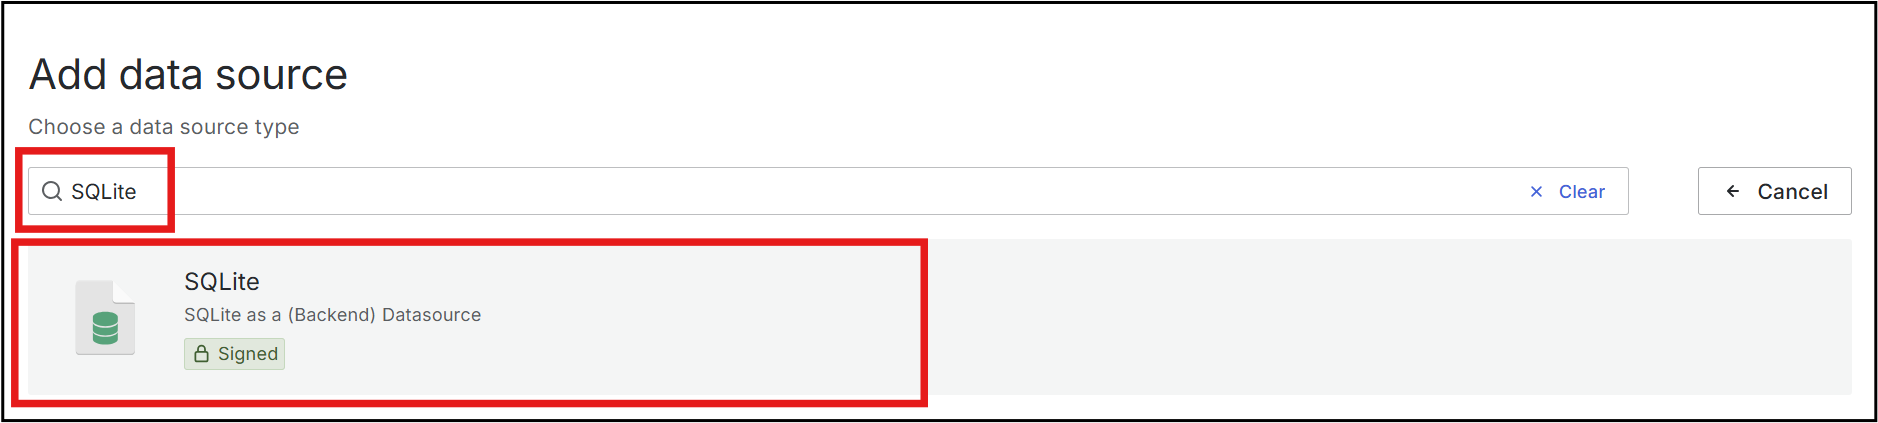 Add data source
Choose a data source type
SQLite
Clear
Cancel
SQLite
SQLite as a (Backend) Datasource
Signed